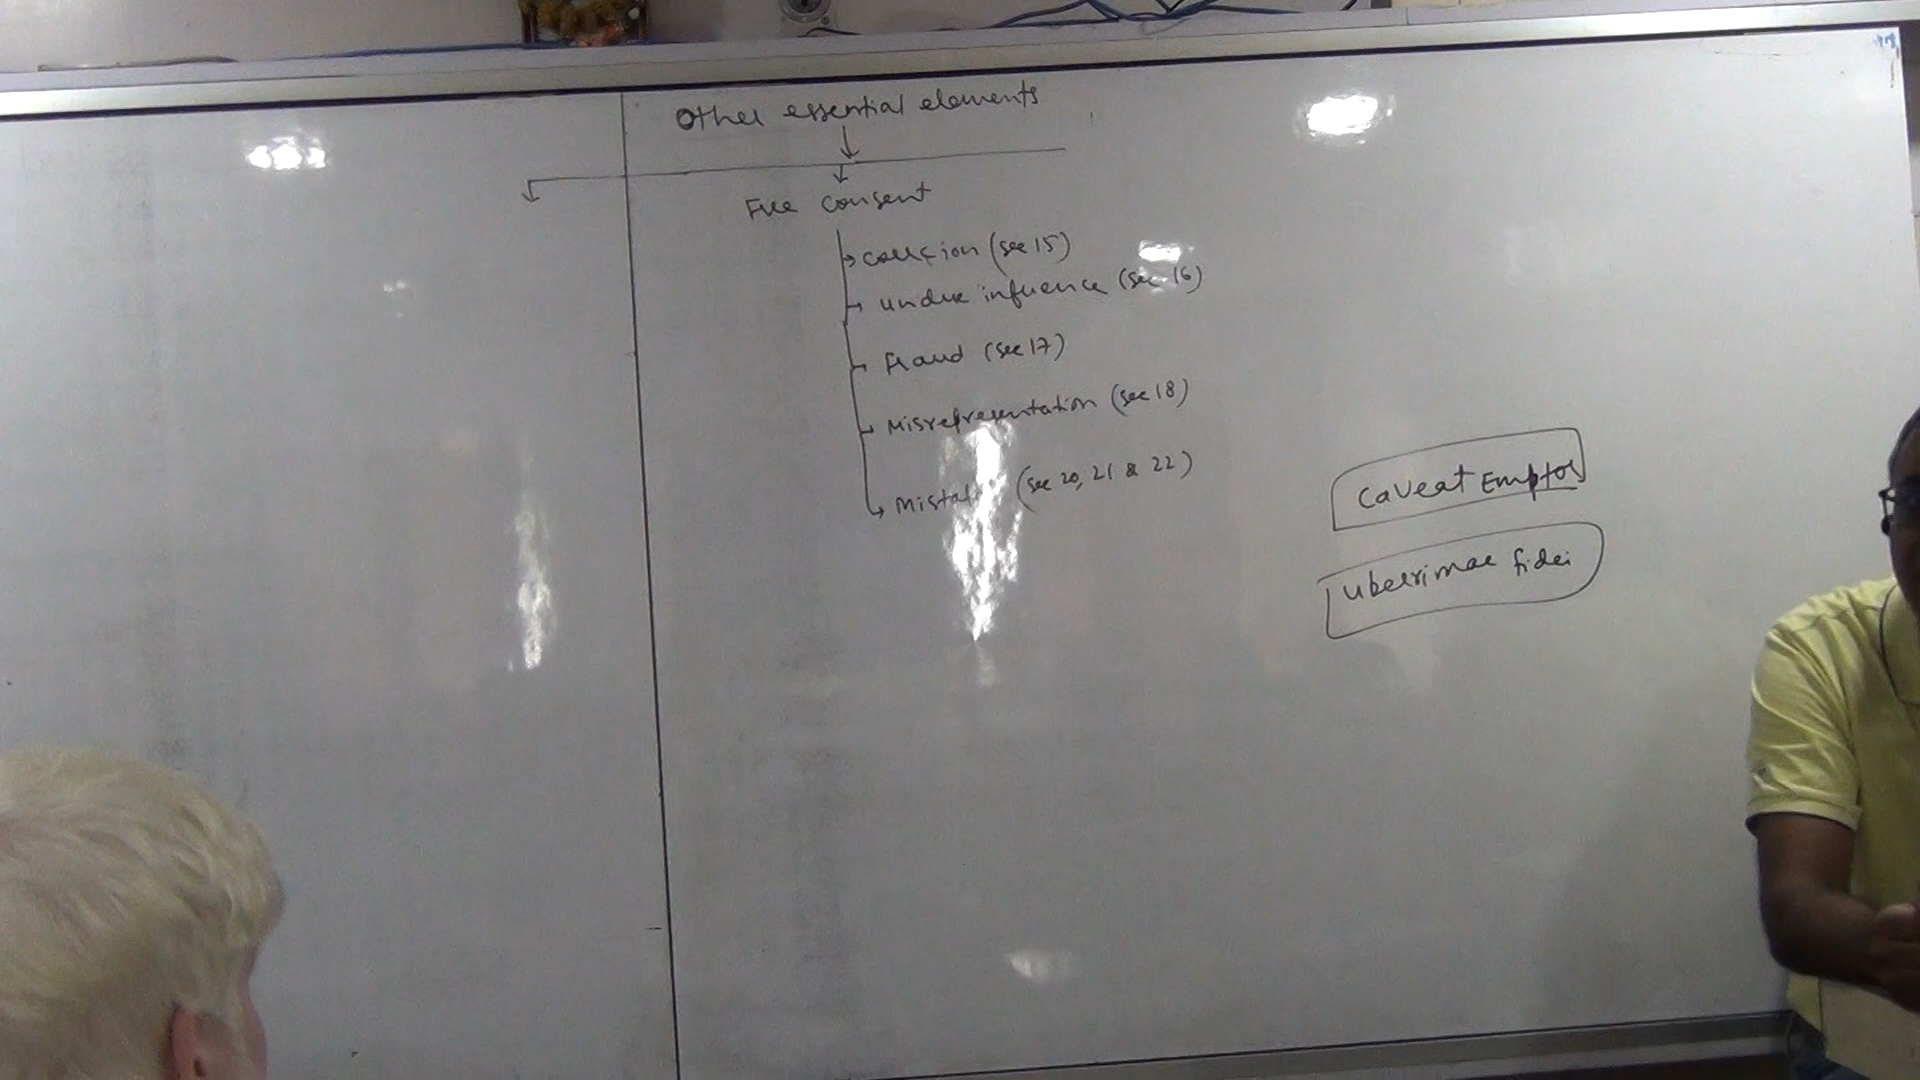 Other essential elements
Free consent
coercion (sec 15)
undue influence (sec 16)
fraud (sec 17)
Misrepresentation (sec 18)
(sec 20, 21 & 22)
Caveat Emptor
uberrimae fidei